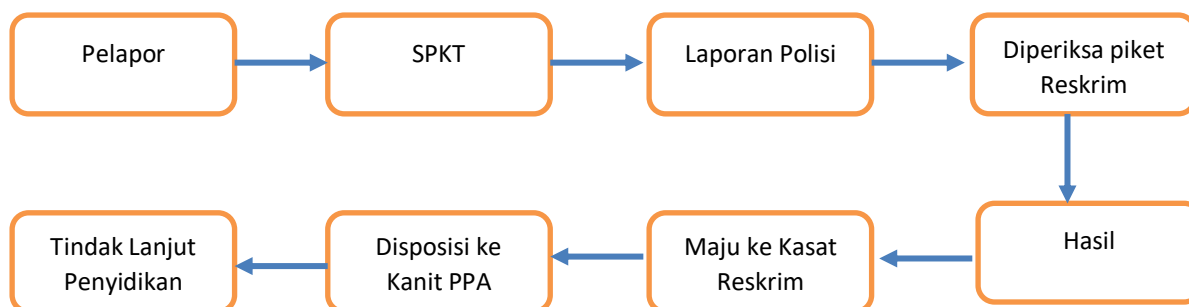 Pelapor
SPKT
Laporan Polisi
Diperiksa piket
Reskrim
Hasil
Maju ke Kasat
Reskrim
Disposisi ke
Kanit PPA
Tindak Lanjut
Penyidikan